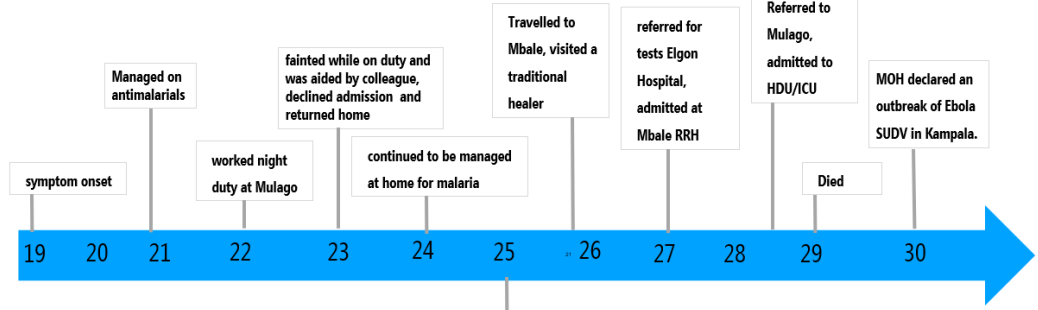 symptom onset
Managed on
antimalarials
worked night
duty at Mulago
fainted while on duty and
was aided by colleague,
declined admission and
returned home
continued to be managed
at home for malaria
Travelled to
Mbale, visited a
traditional
healer
referred for
tests Elgon
Hospital,
admitted at
Mbale RRH
Referred to
Mulago,
admitted to
HDU/ICU
Died
MOH declared an
outbreak of Ebola
SUDV in Kampala.
19 20 21 22 23 24 25 26 27 28 29 30